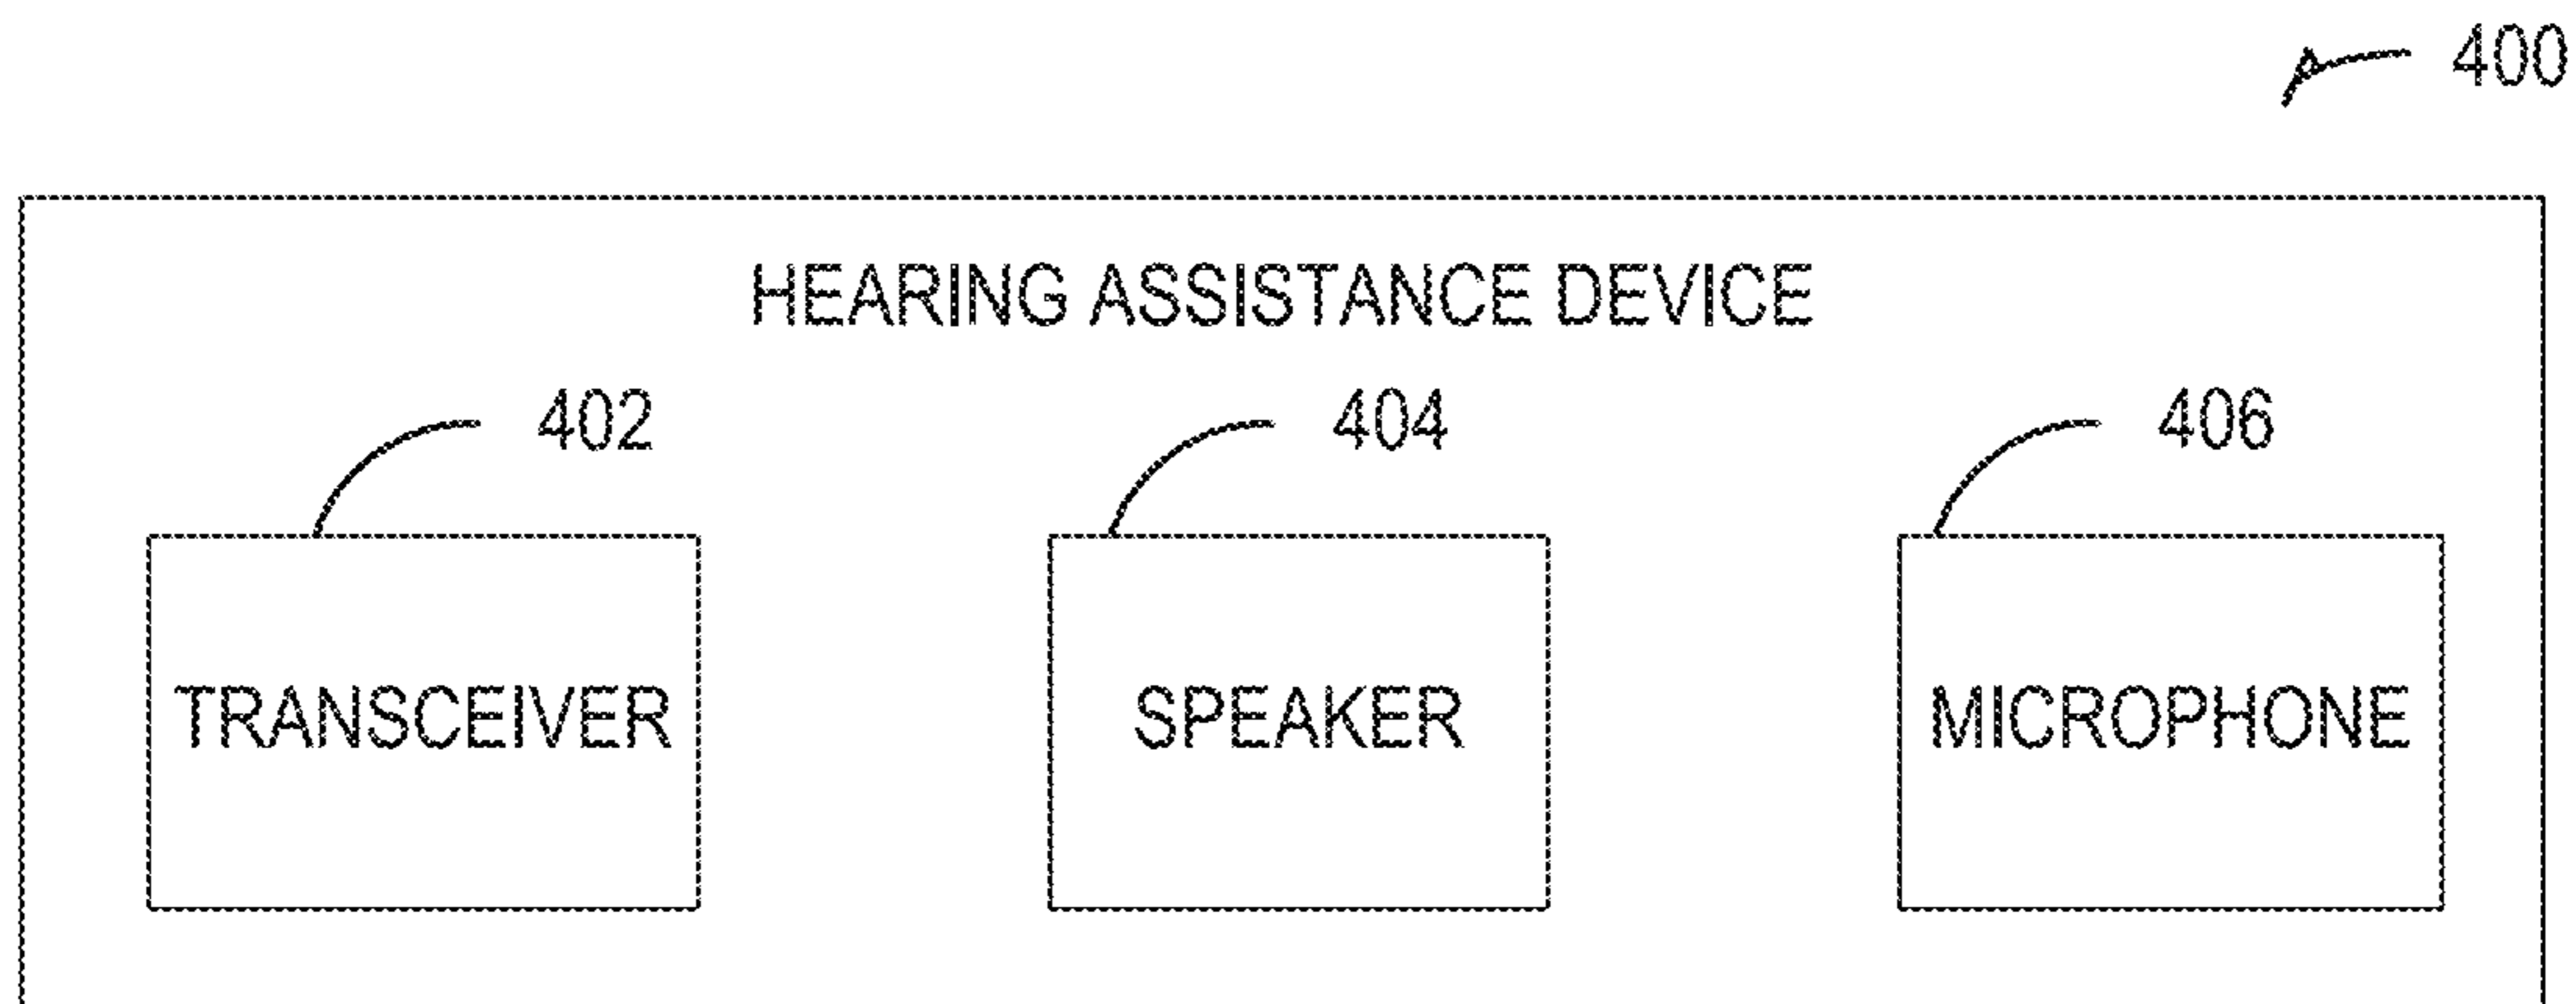 400
HEARING ASSISTANCE DEVICE
402 404 406
TRANSCEIVER SPEAKER MICROPHONE